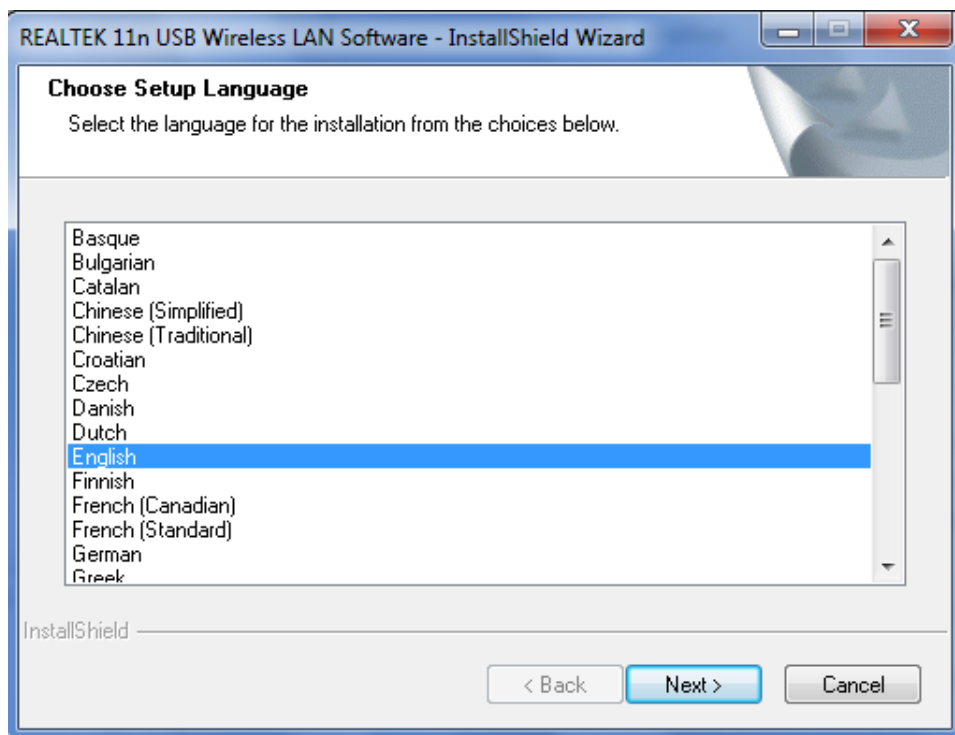 REALTEK 11n USB Wireless LAN Software - InstallShield Wizard
Choose Setup Language
Select the language for the installation from the choices below.
Basque
Bulgarian
Catalan
Chinese (Simplified)
Chinese (Traditional)
Croatian
Czech
Danish
Dutch
English
Finnish
French (Canadian)
French (Standard)
German
Greek
InstallShield
< Back
Next >
Cancel